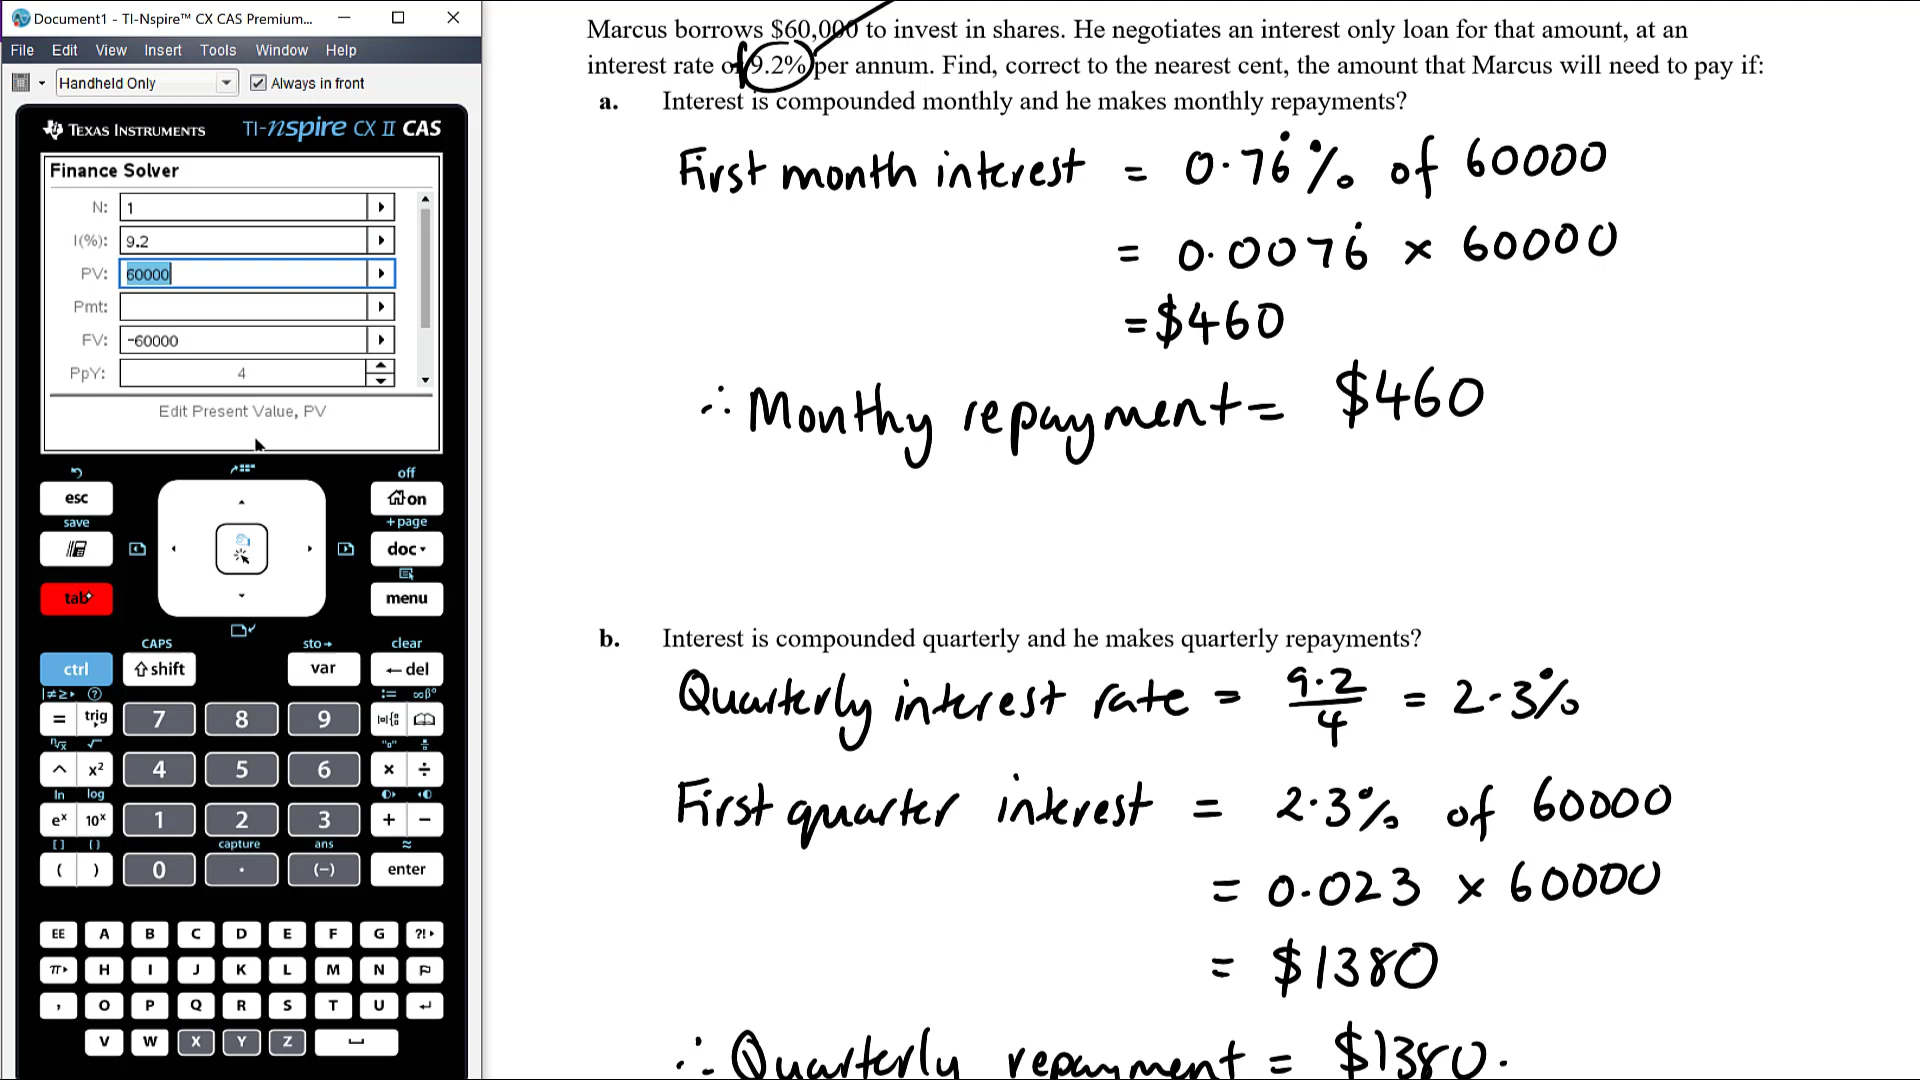 Document1 - TI-Nspire™ CX CAS Premium...
File Edit View Insert Tools Window Help
Handheld Only Always in front
TEXAS INSTRUMENTS TI-nspire CX II CAS
Finance Solver
N: 1
I(%): 9.2
PV: 60000
Pmt:
FV: -60000
PpY: 4
Edit Present Value, PV
off
esc on
save +page
doc
tab menu
CAPS sto→ clear
ctrl ⇧shift var ←del
|≠≥▸ ? := ∞β°
= trig 7 8 9
ⁿ√x √ "▫"
^ x² 4 5 6 × ÷
ln log
eˣ 10ˣ 1 2 3 + −
[ ] { } capture ans ≈
( ) 0 . (−) enter
EE A B C D E F G ?!▸
π▸ H I J K L M N
, O P Q R S T U ↵
V W X Y Z
Marcus borrows $60,000 to invest in shares. He negotiates an interest only loan for that amount, at an
interest rate of 9.2% per annum. Find, correct to the nearest cent, the amount that Marcus will need to pay if:
a. Interest is compounded monthly and he makes monthly repayments?
First month interest = 0.76̇% of 60000
= 0.0076̇ × 60000
= $460
∴ Monthy repayment = $460
b. Interest is compounded quarterly and he makes quarterly repayments?
Quarterly interest rate = 9.2/4 = 2.3%
First quarter interest = 2.3% of 60000
= 0.023 × 60000
= $1380
∴ Quarterly repayment = $1380.